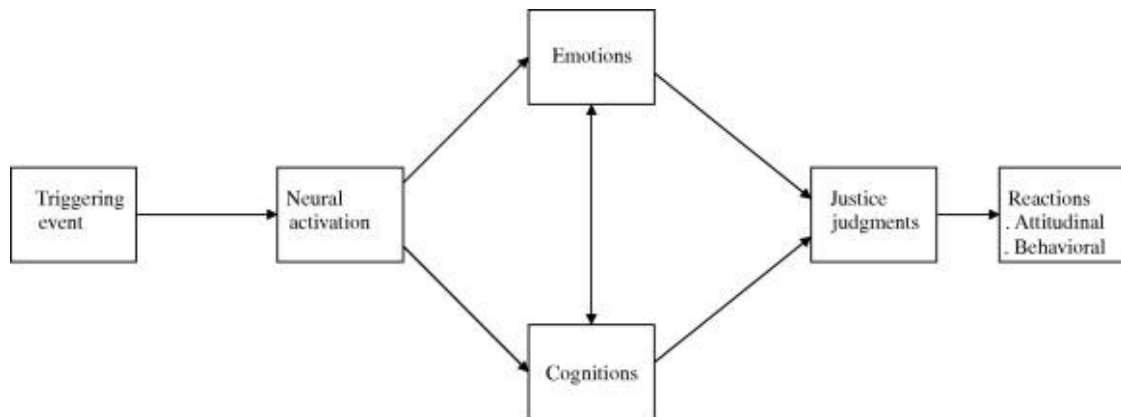 Emotions
Triggering
event
Neural
activation
Justice
judgments
Reactions
. Attitudinal
. Behavioral
Cognitions